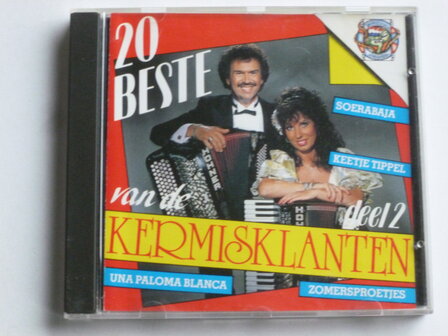 20
BESTE
SOERABAJA
KEETJE TIPPEL
van de
deel 2
KERMISKLANTEN
UNA PALOMA BLANCA
ZOMERSPROETJES